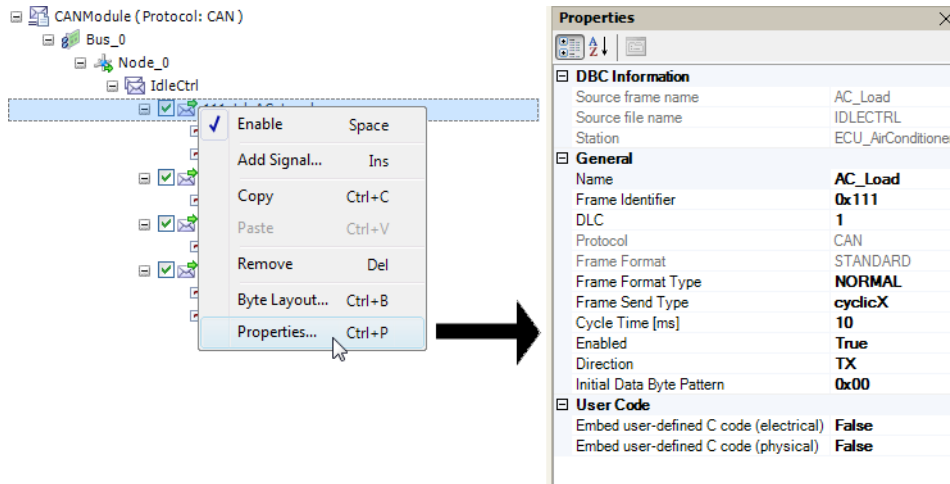 CANModule (Protocol: CAN )
Bus_0
Node_0
IdleCtrl
Enable Space
Add Signal... Ins
Copy Ctrl+C
Paste Ctrl+V
Remove Del
Byte Layout... Ctrl+B
Properties... Ctrl+P
Properties
DBC Information
Source frame name AC_Load
Source file name IDLECTRL
Station ECU_AirConditione
General
Name AC_Load
Frame Identifier 0x111
DLC 1
Protocol CAN
Frame Format STANDARD
Frame Format Type NORMAL
Frame Send Type cyclicX
Cycle Time [ms] 10
Enabled True
Direction TX
Initial Data Byte Pattern 0x00
User Code
Embed user-defined C code (electrical) False
Embed user-defined C code (physical) False